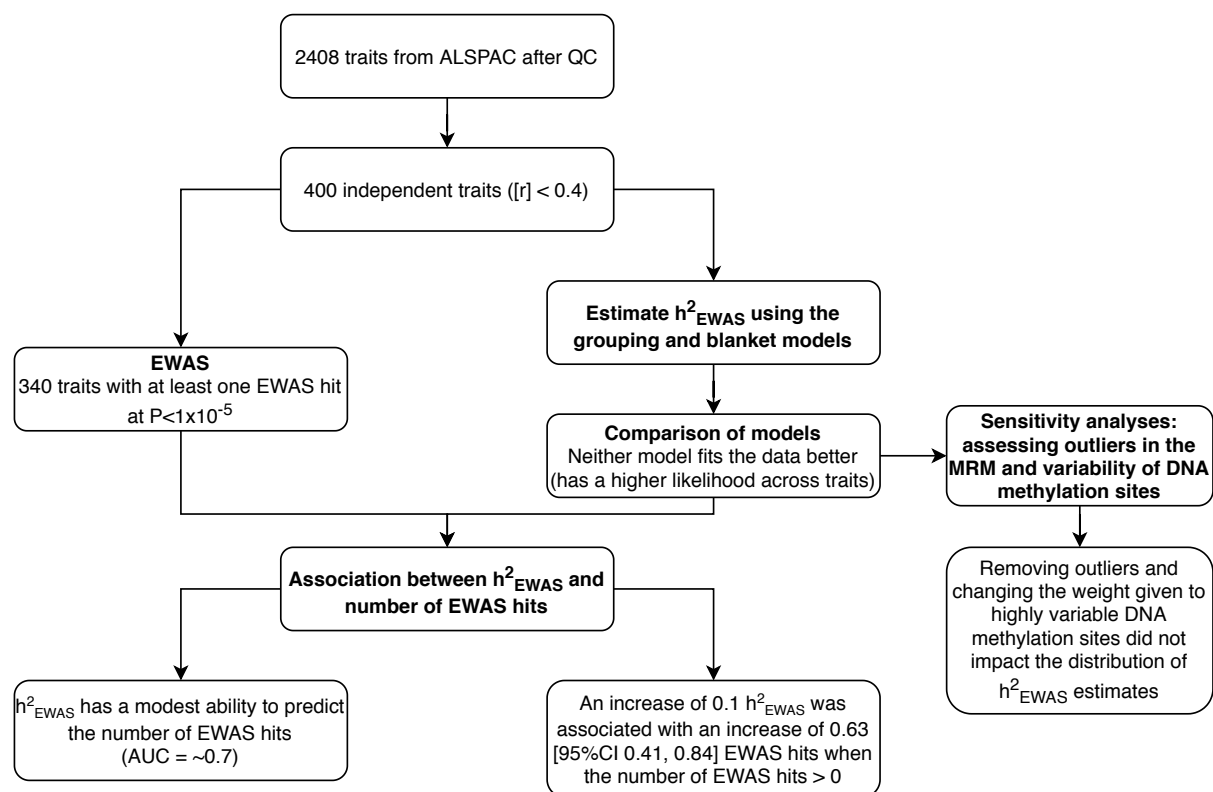 2408 traits from ALSPAC after QC
400 independent traits ([r] < 0.4)
Estimate h²EWAS using the
grouping and blanket models
EWAS
340 traits with at least one EWAS hit
at P<1x10⁻⁵
Comparison of models
Neither model fits the data better
(has a higher likelihood across traits)
Sensitivity analyses:
assessing outliers in the
MRM and variability of DNA
methylation sites
Association between h²EWAS and
number of EWAS hits
Removing outliers and
changing the weight given to
highly variable DNA
methylation sites did not
impact the distribution of
h²EWAS estimates
h²EWAS has a modest ability to predict
the number of EWAS hits
(AUC = ~0.7)
An increase of 0.1 h²EWAS was
associated with an increase of 0.63
[95%CI 0.41, 0.84] EWAS hits when
the number of EWAS hits > 0